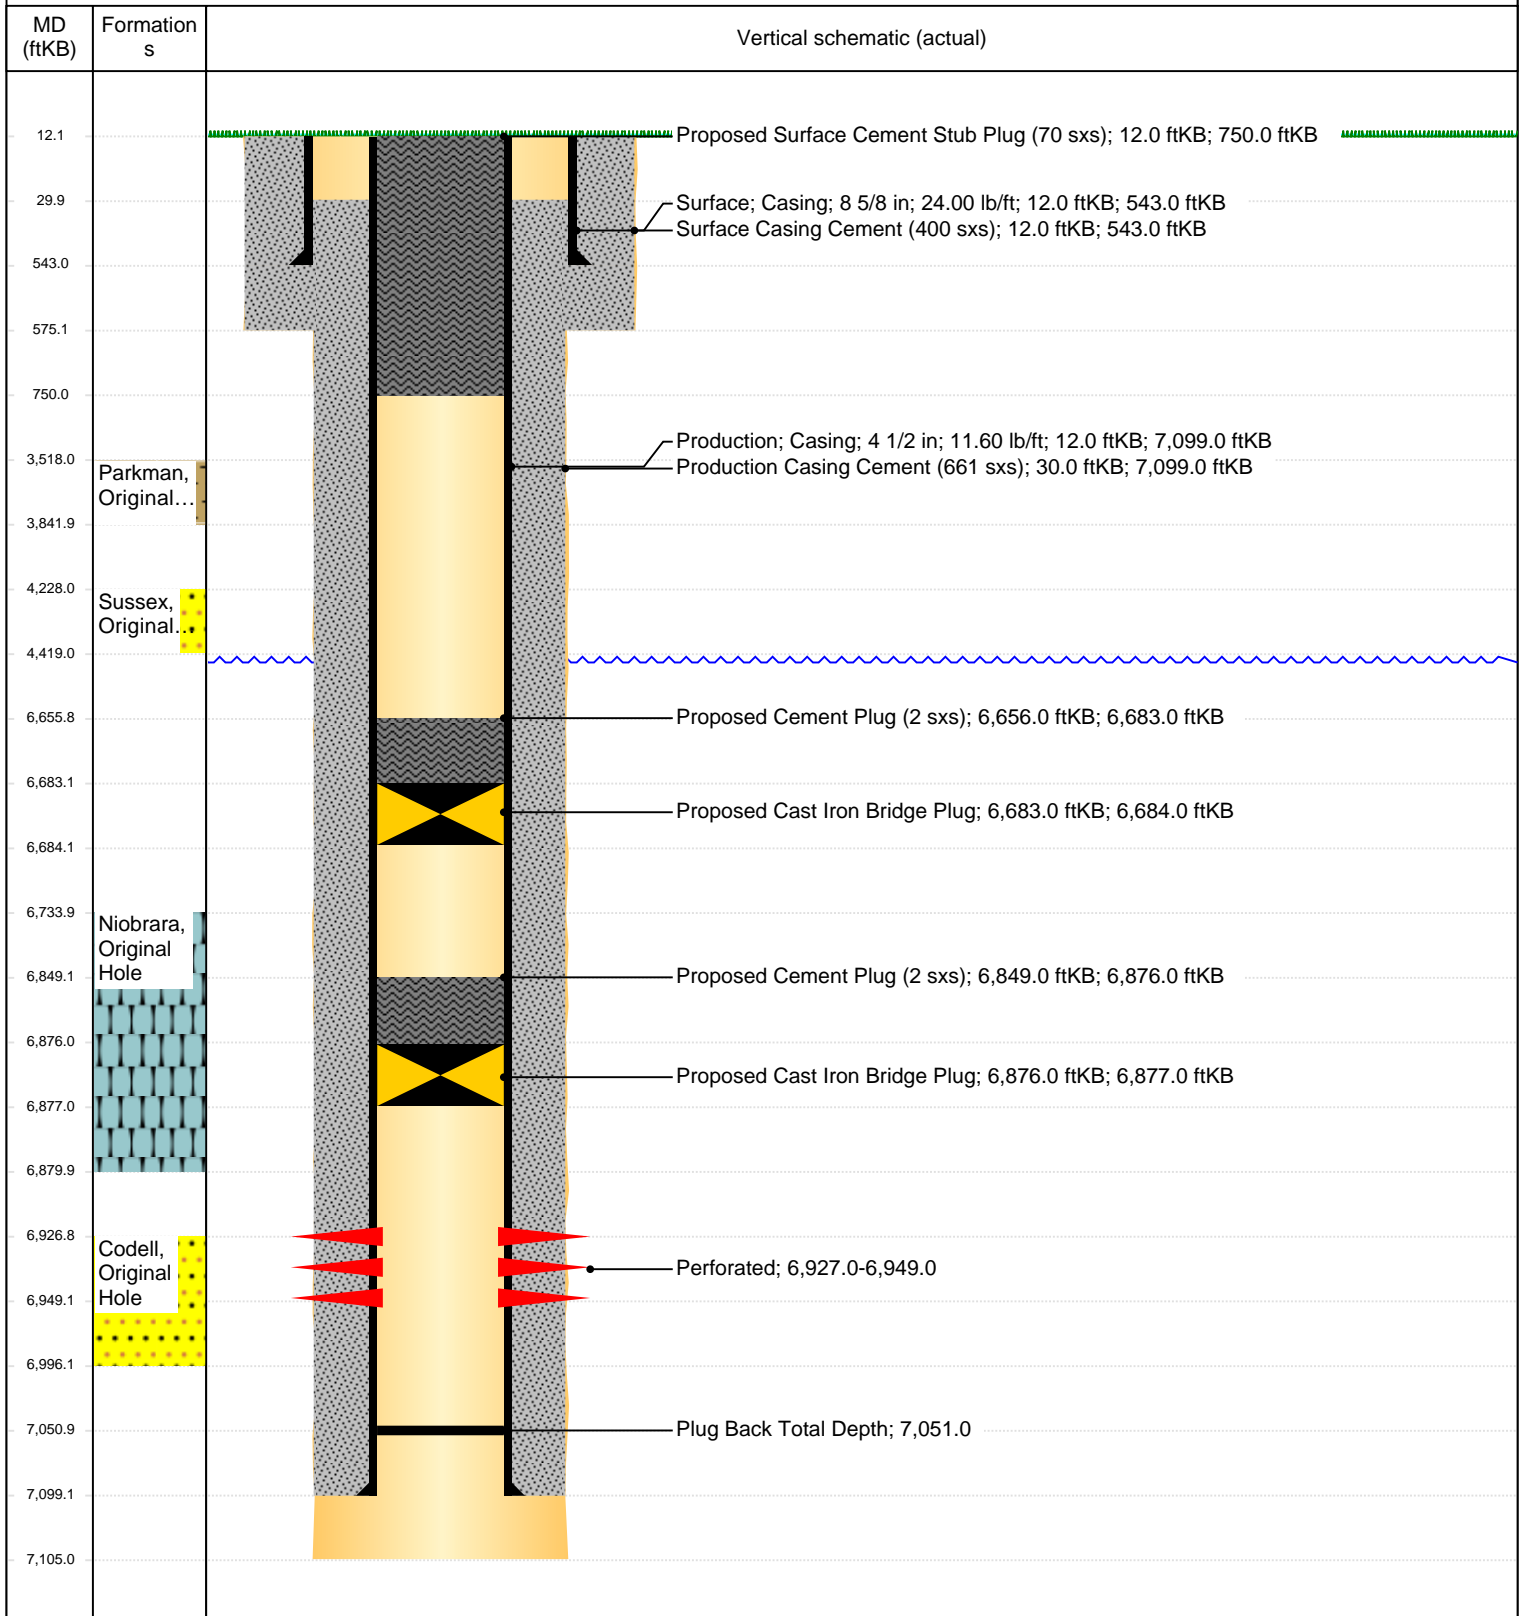 MD
(ftKB)
Formation
s
Vertical schematic (actual)
12.1
Proposed Surface Cement Stub Plug (70 sxs); 12.0 ftKB; 750.0 ftKB
29.9
Surface; Casing; 8 5/8 in; 24.00 lb/ft; 12.0 ftKB; 543.0 ftKB
Surface Casing Cement (400 sxs); 12.0 ftKB; 543.0 ftKB
543.0
575.1
750.0
Production; Casing; 4 1/2 in; 11.60 lb/ft; 12.0 ftKB; 7,099.0 ftKB
3,518.0
Production Casing Cement (661 sxs); 30.0 ftKB; 7,099.0 ftKB
Parkman,
Original...
3,841.9
4,228.0
Sussex,
Original...
4,419.0
6,655.8
Proposed Cement Plug (2 sxs); 6,656.0 ftKB; 6,683.0 ftKB
6,683.1
Proposed Cast Iron Bridge Plug; 6,683.0 ftKB; 6,684.0 ftKB
6,684.1
6,733.9
Niobrara,
Original
Hole
6,849.1
Proposed Cement Plug (2 sxs); 6,849.0 ftKB; 6,876.0 ftKB
6,876.0
Proposed Cast Iron Bridge Plug; 6,876.0 ftKB; 6,877.0 ftKB
6,877.0
6,879.9
6,926.8
Codell,
Original
Hole
Perforated; 6,927.0-6,949.0
6,949.1
6,996.1
7,050.9
Plug Back Total Depth; 7,051.0
7,099.1
7,105.0